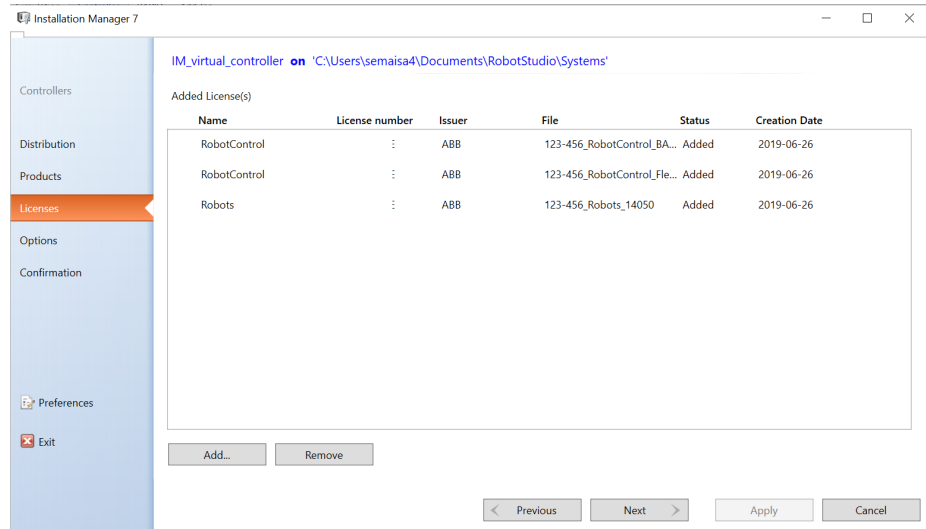 Installation Manager 7
IM_virtual_controller on 'C:\Users\semaisa4\Documents\RobotStudio\Systems'
Controllers
Distribution
Products
Licenses
Options
Confirmation
Preferences
Exit
Added License(s)
Name License number Issuer File Status Creation Date
RobotControl ⋮ ABB 123-456_RobotControl_BA... Added 2019-06-26
RobotControl ⋮ ABB 123-456_RobotControl_Fle... Added 2019-06-26
Robots ⋮ ABB 123-456_Robots_14050 Added 2019-06-26
Add... Remove
Previous Next Apply Cancel